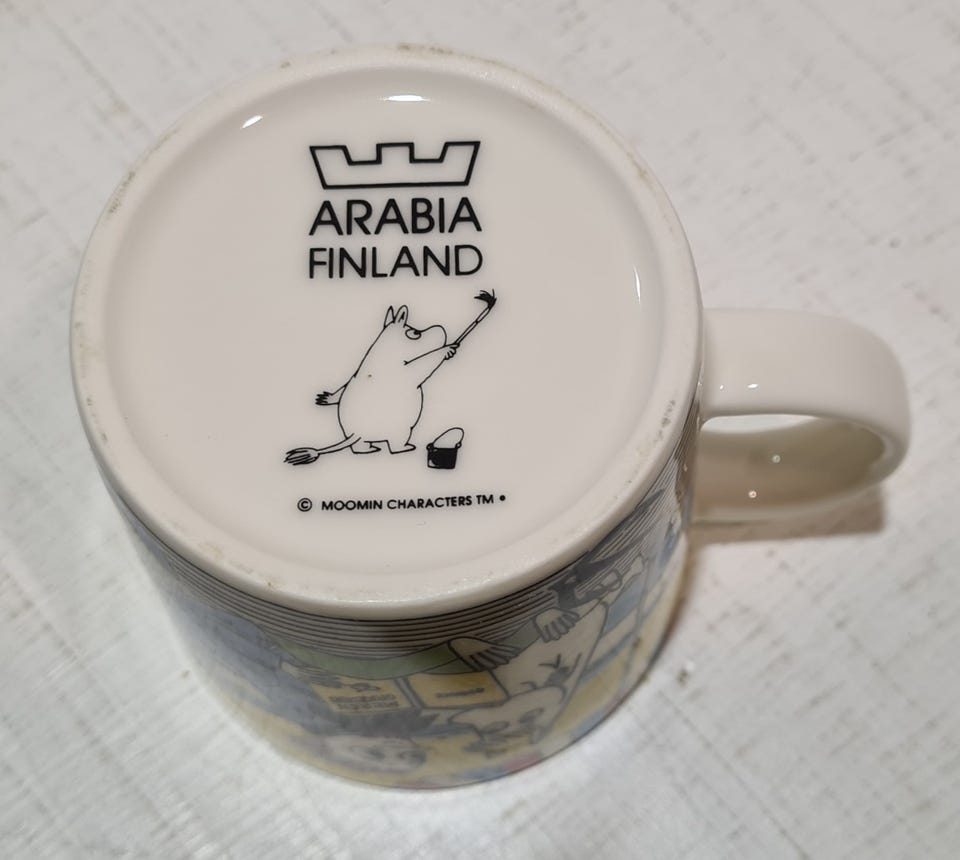 ARABIA
FINLAND
© MOOMIN CHARACTERS TM •